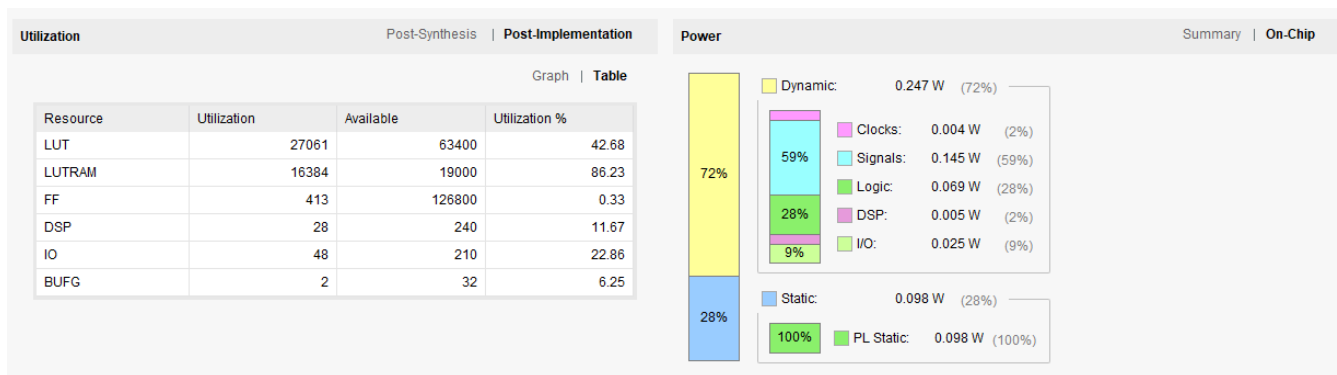 Utilization Post-Synthesis | Post-Implementation
Graph | Table
Resource Utilization Available Utilization %
LUT 27061 63400 42.68
LUTRAM 16384 19000 86.23
FF 413 126800 0.33
DSP 28 240 11.67
IO 48 210 22.86
BUFG 2 32 6.25
Power Summary | On-Chip
72%
28%
Dynamic: 0.247 W (72%)
59%
28%
9%
Clocks: 0.004 W (2%)
Signals: 0.145 W (59%)
Logic: 0.069 W (28%)
DSP: 0.005 W (2%)
I/O: 0.025 W (9%)
Static: 0.098 W (28%)
100%
PL Static: 0.098 W (100%)